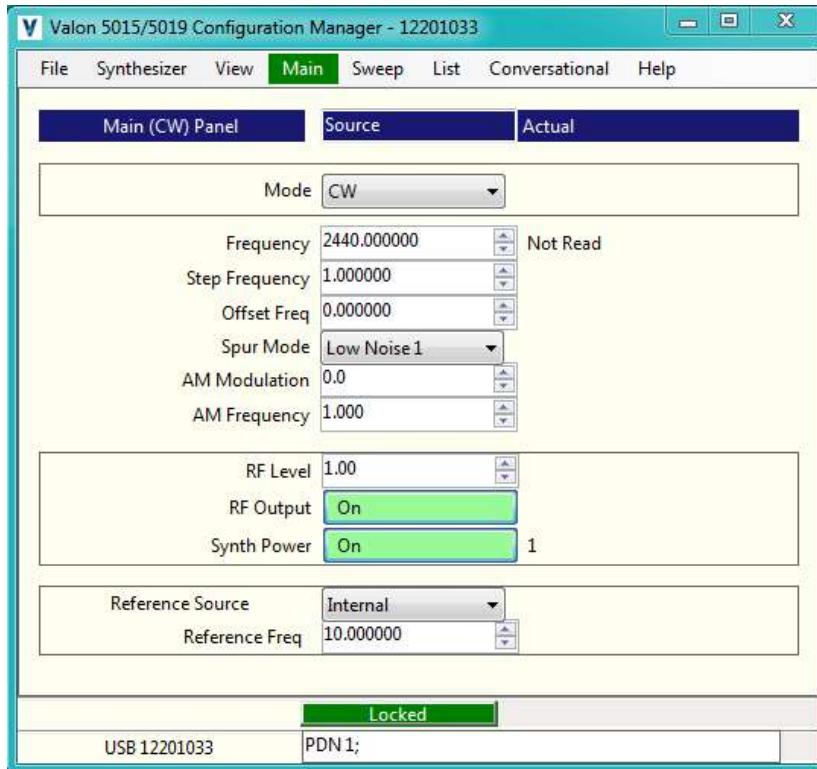 V Valon 5015/5019 Configuration Manager - 12201033
File Synthesizer View Main Sweep List Conversational Help
Main (CW) Panel Source Actual
Mode CW
Frequency 2440.000000 Not Read
Step Frequency 1.000000
Offset Freq 0.000000
Spur Mode Low Noise 1
AM Modulation 0.0
AM Frequency 1.000
RF Level 1.00
RF Output On
Synth Power On 1
Reference Source Internal
Reference Freq 10.000000
Locked
USB 12201033 PDN 1;